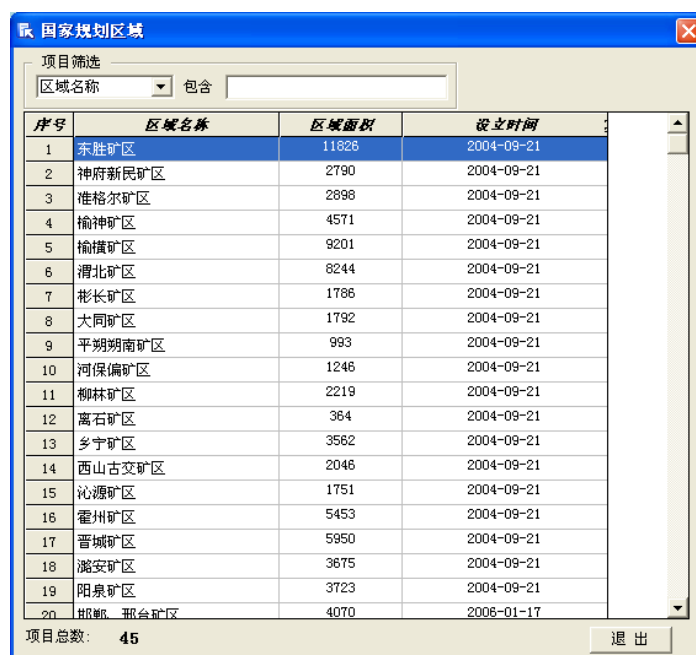 国家规划区域
项目筛选
区域名称 包含
序号 区域名称 区域面积 设立时间
1 东胜矿区 11826 2004-09-21
2 神府新民矿区 2790 2004-09-21
3 准格尔矿区 2898 2004-09-21
4 榆神矿区 4571 2004-09-21
5 榆横矿区 9201 2004-09-21
6 渭北矿区 8244 2004-09-21
7 彬长矿区 1786 2004-09-21
8 大同矿区 1792 2004-09-21
9 平朔朔南矿区 993 2004-09-21
10 河保偏矿区 1246 2004-09-21
11 柳林矿区 2219 2004-09-21
12 离石矿区 364 2004-09-21
13 乡宁矿区 3562 2004-09-21
14 西山古交矿区 2046 2004-09-21
15 沁源矿区 1751 2004-09-21
16 霍州矿区 5453 2004-09-21
17 晋城矿区 5950 2004-09-21
18 潞安矿区 3675 2004-09-21
19 阳泉矿区 3723 2004-09-21
20 邯郸、邢台矿区 4070 2006-01-17
项目总数: 45 退出